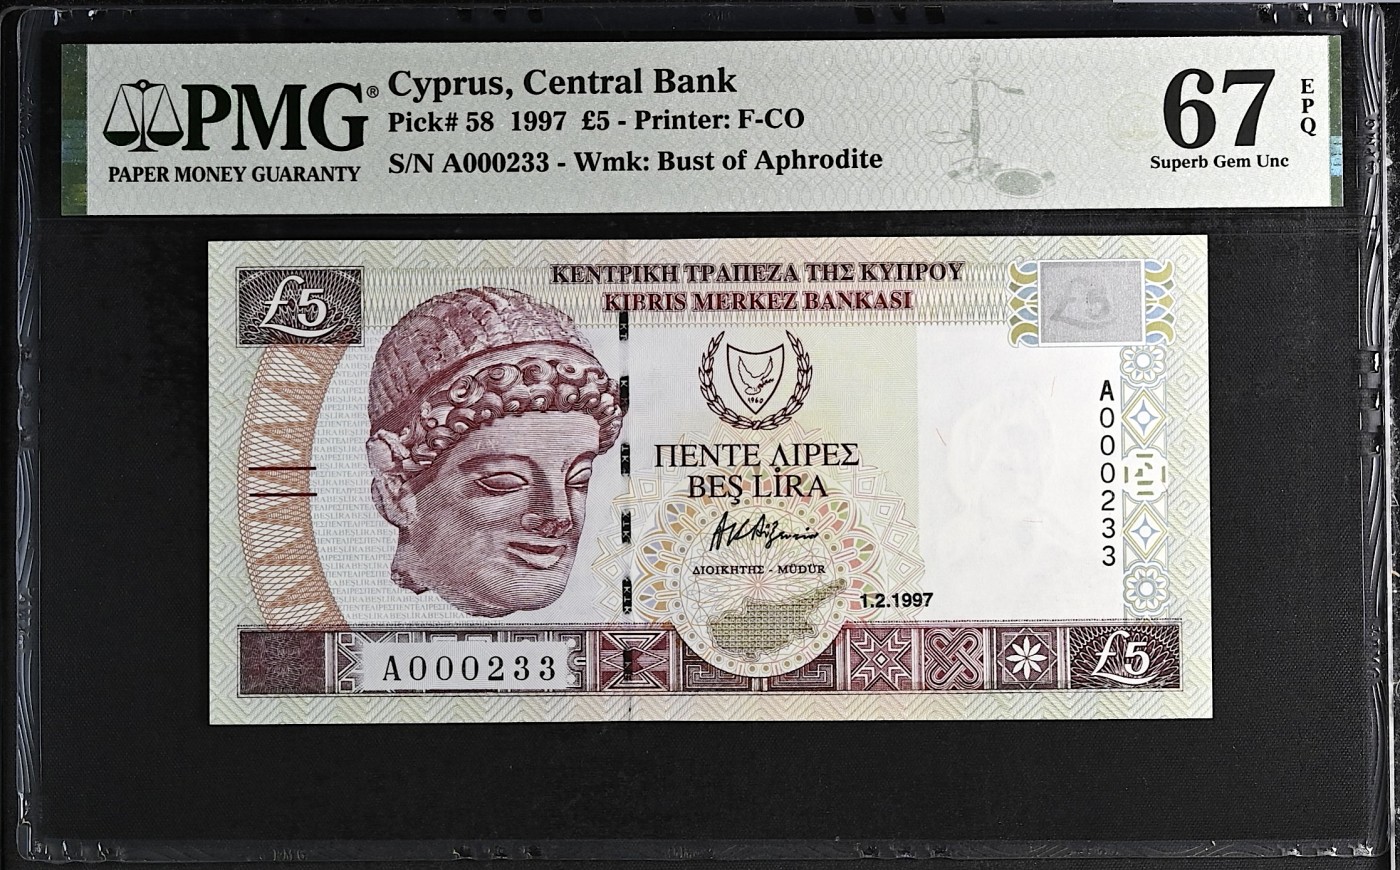 PMG®
PAPER MONEY GUARANTY
Cyprus, Central Bank
Pick# 58 1997 £5 - Printer: F-CO
S/N A000233 - Wmk: Bust of Aphrodite
67
EPQ
Superb Gem Unc
£5
ΚΕΝΤΡΙΚΗ ΤΡΑΠΕΖΑ ΤΗΣ ΚΥΠΡΟΥ
KIBRIS MERKEZ BANKASI
£5
1960
A000233
ΠΕΝΤΕ ΛΙΡΕΣ
BEŞ LİRA
ΔΙΟΙΚΗΤΗΣ - MÜDÜR
1.2.1997
A000233
£5